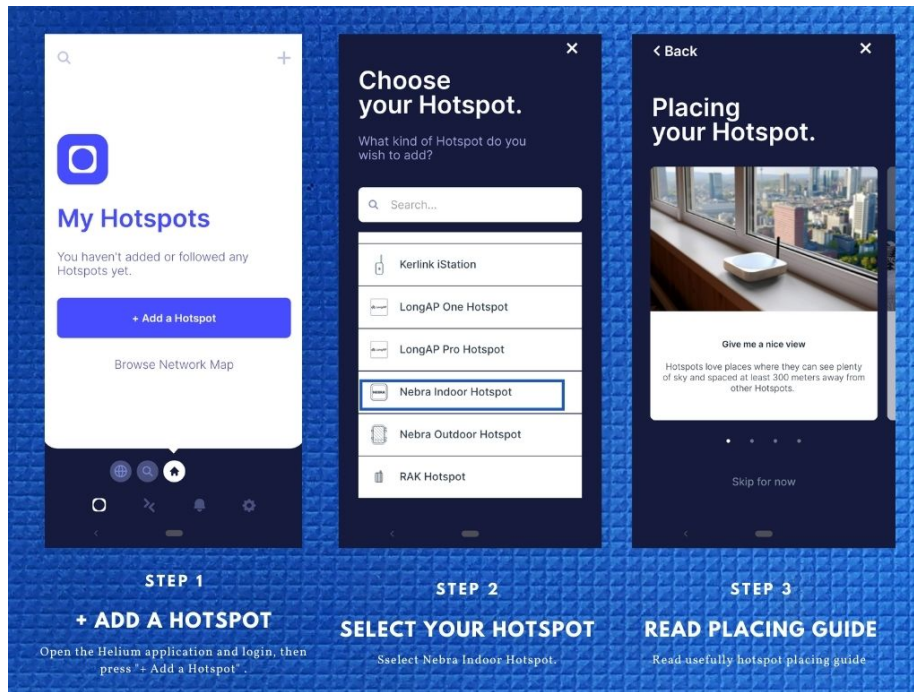 My Hotspots
You haven't added or followed any
Hotspots yet.
+ Add a Hotspot
Browse Network Map
STEP 1
+ ADD A HOTSPOT
Open the Helium application and login, then
press "+ Add a Hotspot" .
Choose
your Hotspot.
What kind of Hotspot do you
wish to add?
Search...
Kerlink iStation
LongAP One Hotspot
LongAP Pro Hotspot
Nebra Indoor Hotspot
Nebra Outdoor Hotspot
RAK Hotspot
STEP 2
SELECT YOUR HOTSPOT
Sselect Nebra Indoor Hotspot.
< Back
Placing
your Hotspot.
Give me a nice view
Hotspots love places where they can see plenty
of sky and spaced at least 300 meters away from
other Hotspots.
Skip for now
STEP 3
READ PLACING GUIDE
Read usefully hotspot placing guide